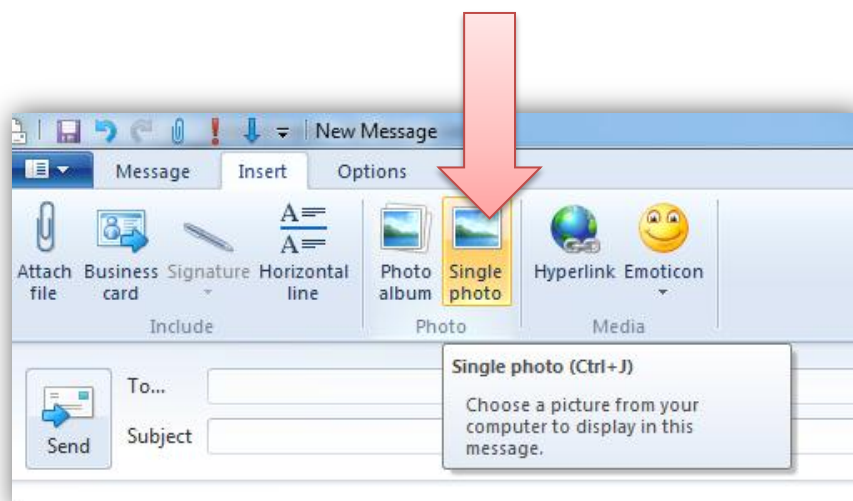 New Message
Message Insert Options
Attach file
Business card
Signature
Horizontal line
Photo album
Single photo
Hyperlink
Emoticon
Include
Photo
Media
Single photo (Ctrl+J)
Choose a picture from your
computer to display in this
message.
To...
Send
Subject